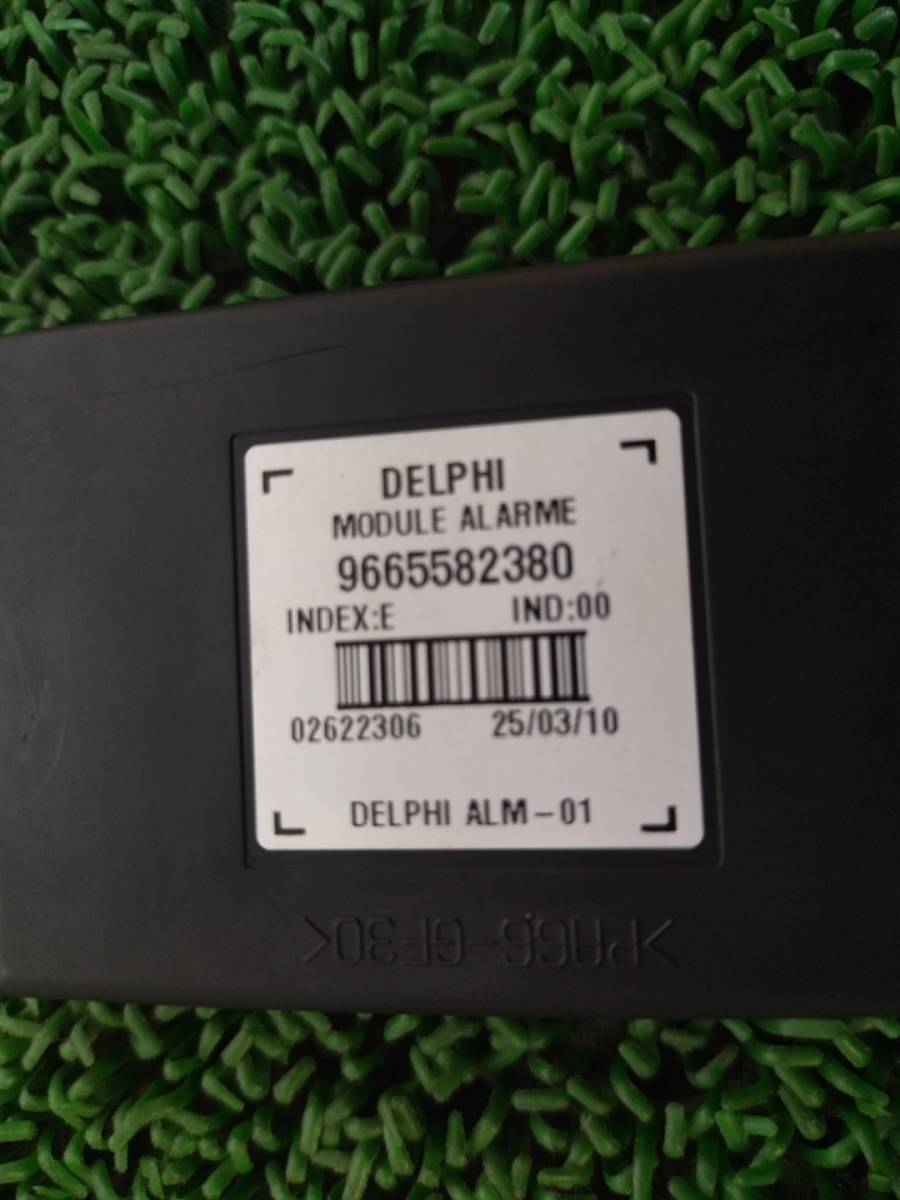 DELPHI
MODULE ALARME
9665582380
INDEX:E IND:00
02622306 25/03/10
DELPHI ALM-01
>PA66-GF30<